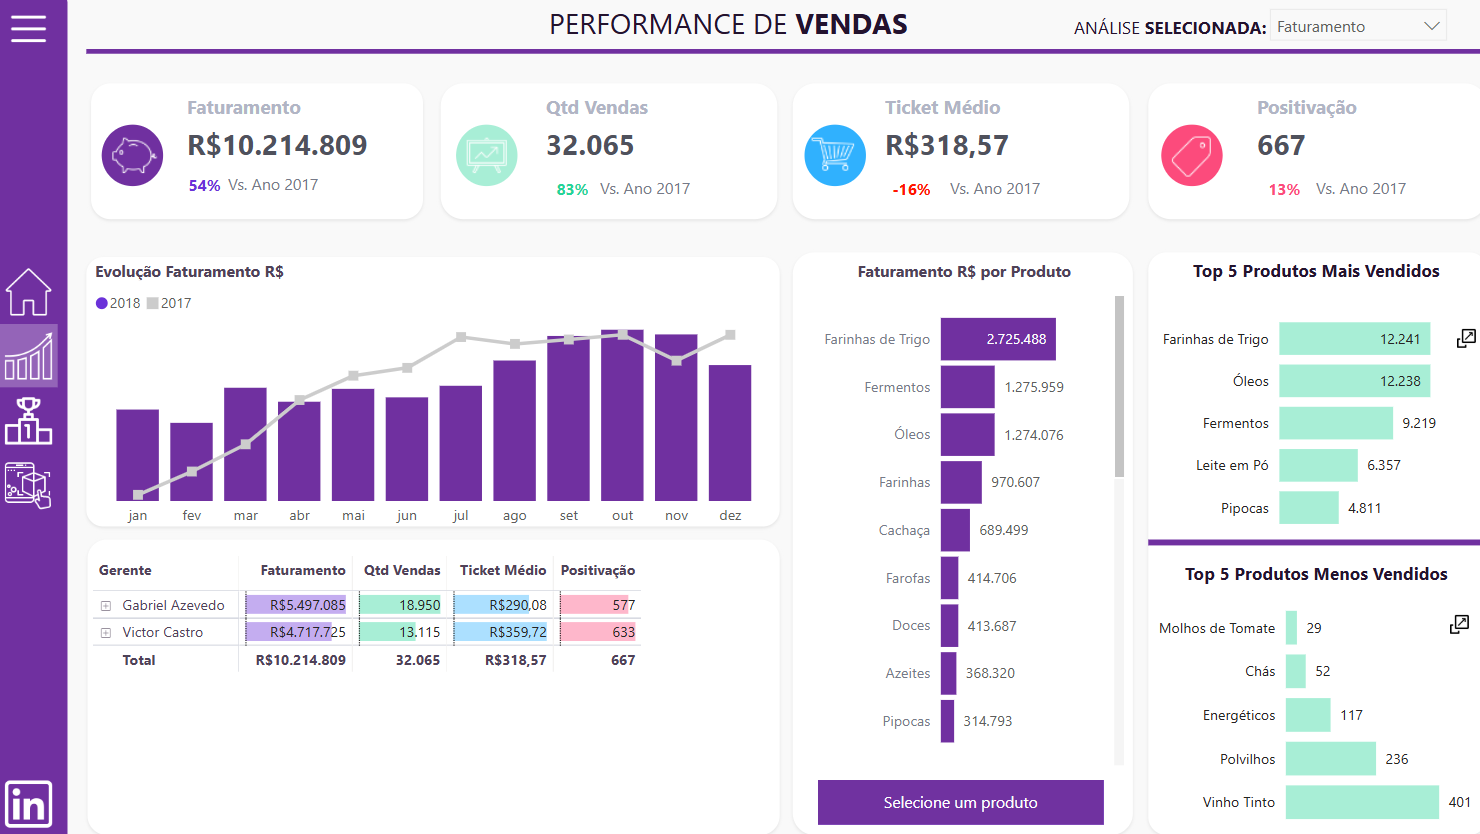 PERFORMANCE DE VENDAS
ANÁLISE SELECIONADA: Faturamento
Faturamento
R$10.214.809
54% Vs. Ano 2017
Qtd Vendas
32.065
83% Vs. Ano 2017
Ticket Médio
R$318,57
-16% Vs. Ano 2017
Positivação
667
13% Vs. Ano 2017
Evolução Faturamento R$
2018 2017
jan fev mar abr mai jun jul ago set out nov dez
Gerente Faturamento Qtd Vendas Ticket Médio Positivação
Gabriel Azevedo R$5.497.085 18.950 R$290,08 577
Victor Castro R$4.717.725 13.115 R$359,72 633
Total R$10.214.809 32.065 R$318,57 667
Faturamento R$ por Produto
Farinhas de Trigo 2.725.488
Fermentos 1.275.959
Óleos 1.274.076
Farinhas 970.607
Cachaça 689.499
Farofas 414.706
Doces 413.687
Azeites 368.320
Pipocas 314.793
Selecione um produto
Top 5 Produtos Mais Vendidos
Farinhas de Trigo 12.241
Óleos 12.238
Fermentos 9.219
Leite em Pó 6.357
Pipocas 4.811
Top 5 Produtos Menos Vendidos
Molhos de Tomate 29
Chás 52
Energéticos 117
Polvilhos 236
Vinho Tinto 401
1
in